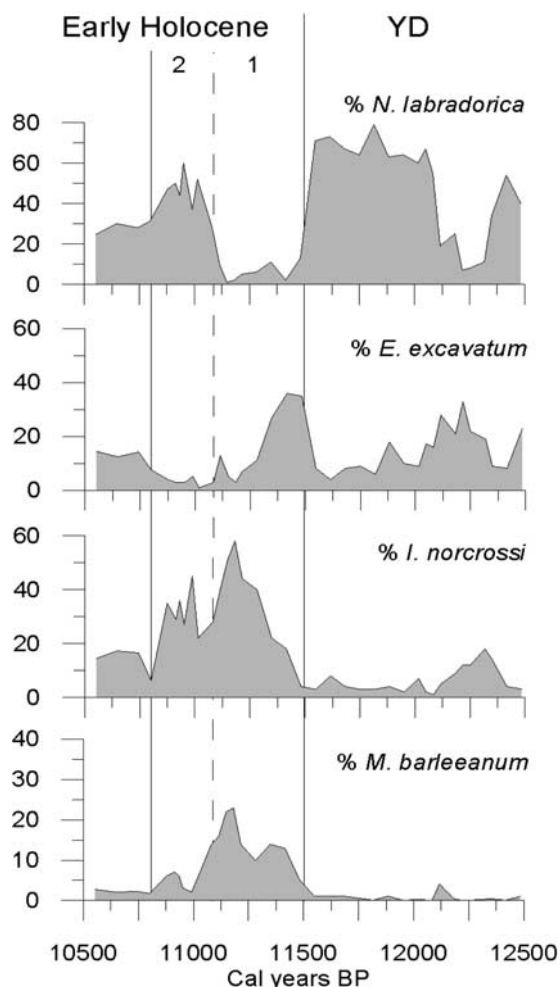 Early Holocene YD
2 1
% N. labradorica
80
60
40
20
0
% E. excavatum
60
40
20
0
% I. norcrossi
60
40
20
0
% M. barleeanum
40
30
20
10
0
10500 11000 11500 12000 12500
Cal years BP